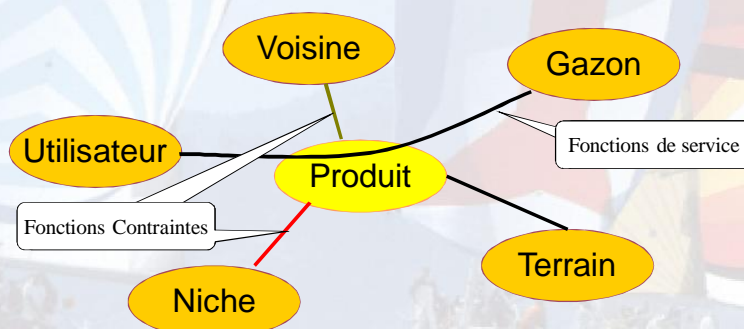 Voisine
Gazon
Utilisateur
Fonctions de service
Produit
Fonctions Contraintes
Terrain
Niche